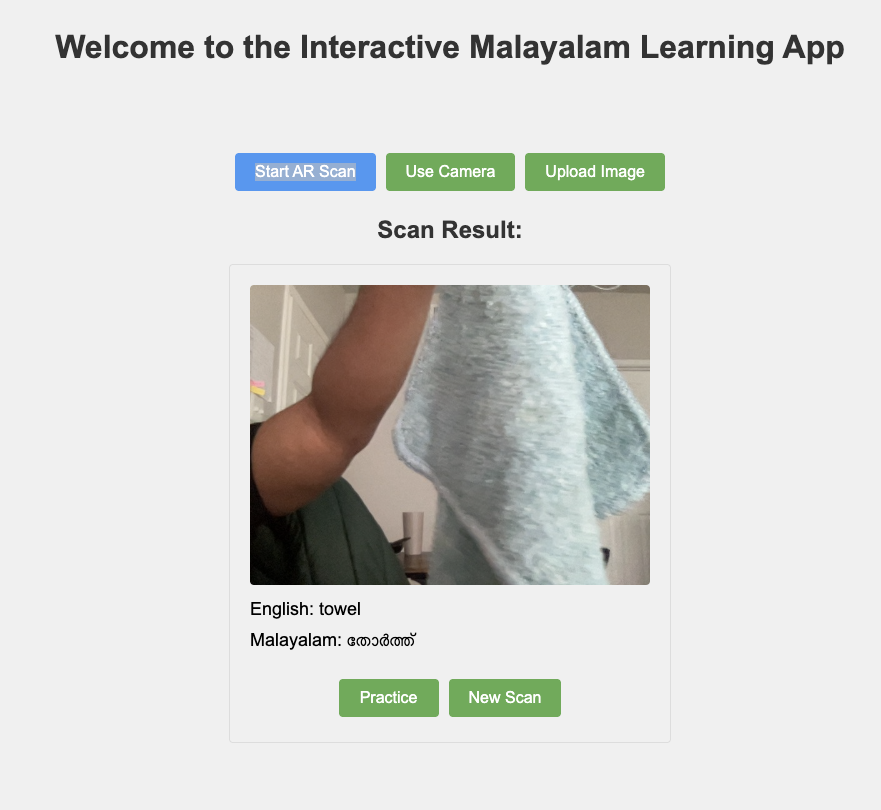 Welcome to the Interactive Malayalam Learning App
Start AR Scan Use Camera Upload Image
Scan Result:
English: towel
Malayalam: തോർത്ത്
Practice New Scan